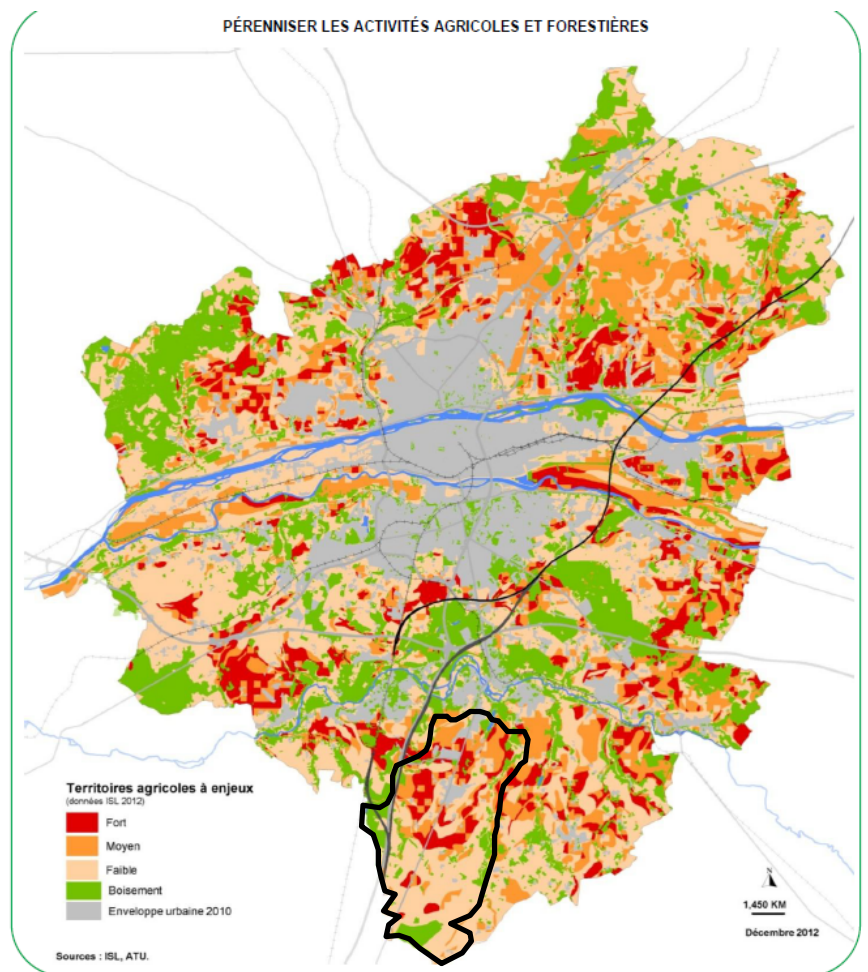 PÉRENNISER LES ACTIVITÉS AGRICOLES ET FORESTIÈRES
Territoires agricoles à enjeux
(données ISL 2012)
Fort
Moyen
Faible
Boisement
Enveloppe urbaine 2010
N
1,450 KM
Décembre 2012
Sources : ISL, ATU.